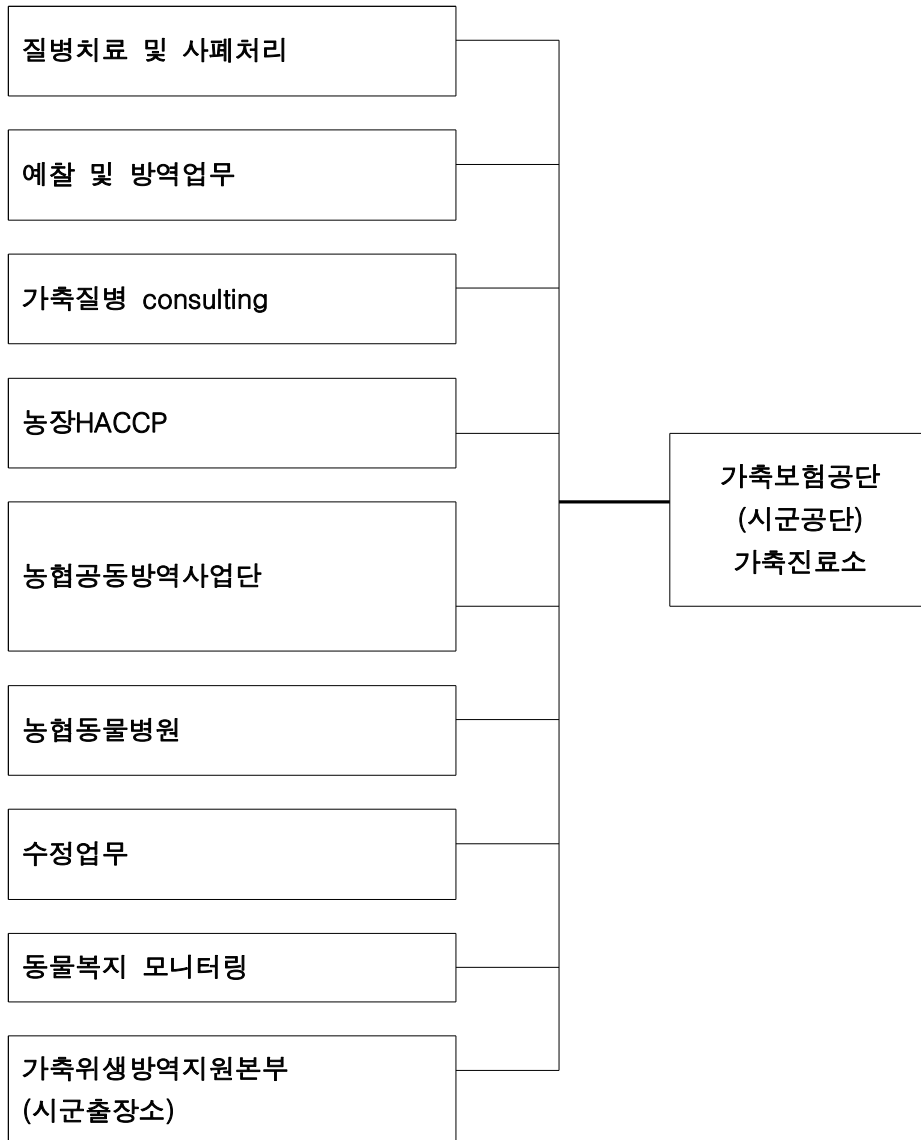 질병치료 및 사폐처리
예찰 및 방역업무
가축질병 consulting
농장HACCP
농협공동방역사업단
농협동물병원
수정업무
동물복지 모니터링
가축위생방역지원본부
(시군출장소)
가축보험공단
(시군공단)
가축진료소